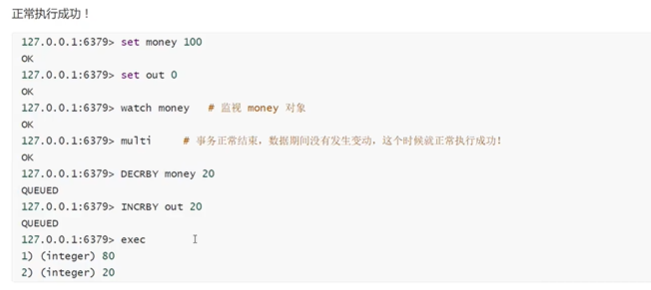 正常执行成功！
127.0.0.1:6379> set money 100
OK
127.0.0.1:6379> set out 0
OK
127.0.0.1:6379> watch money # 监视 money 对象
OK
127.0.0.1:6379> multi # 事务正常结束，数据期间没有发生变动，这个时候就正常执行成功！
OK
127.0.0.1:6379> DECRBY money 20
QUEUED
127.0.0.1:6379> INCRBY out 20
QUEUED
127.0.0.1:6379> exec
1) (integer) 80
2) (integer) 20